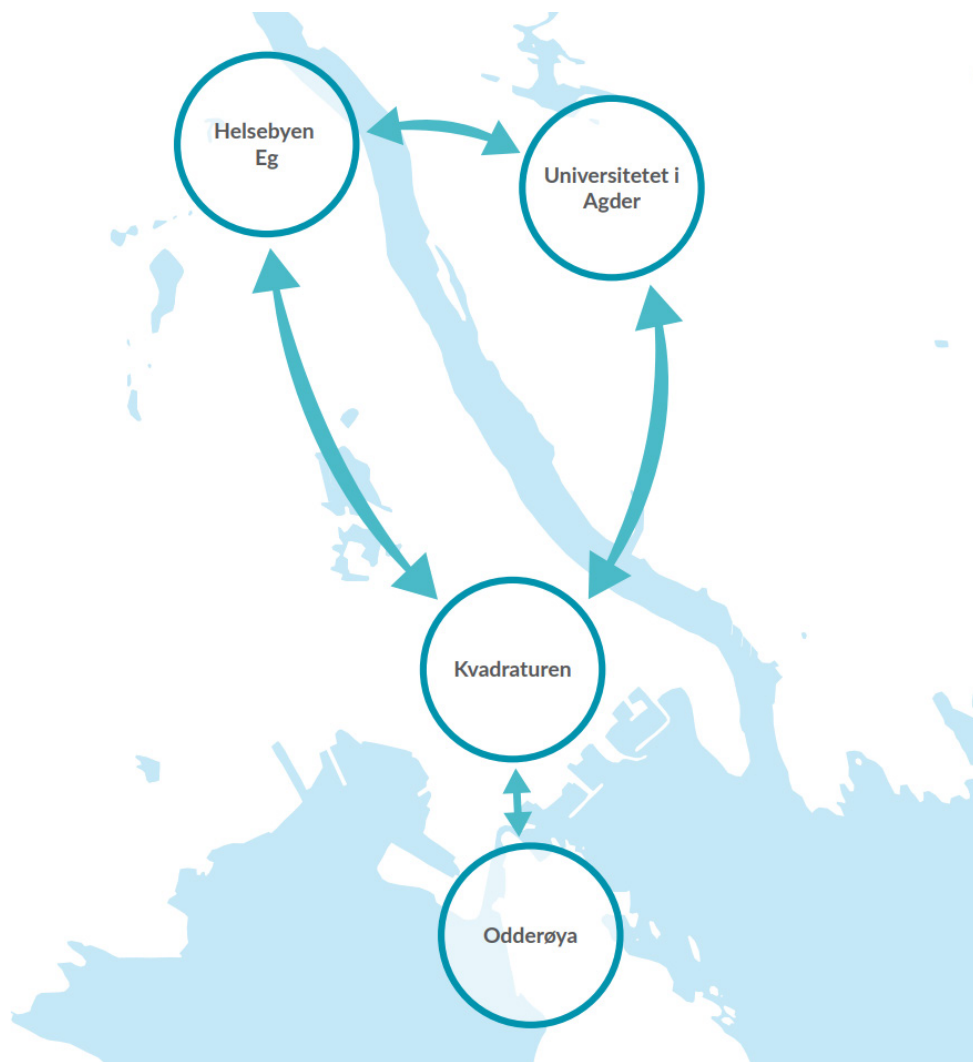 Helsebyen
Eg
Universitetet i
Agder
Kvadraturen
Odderøya